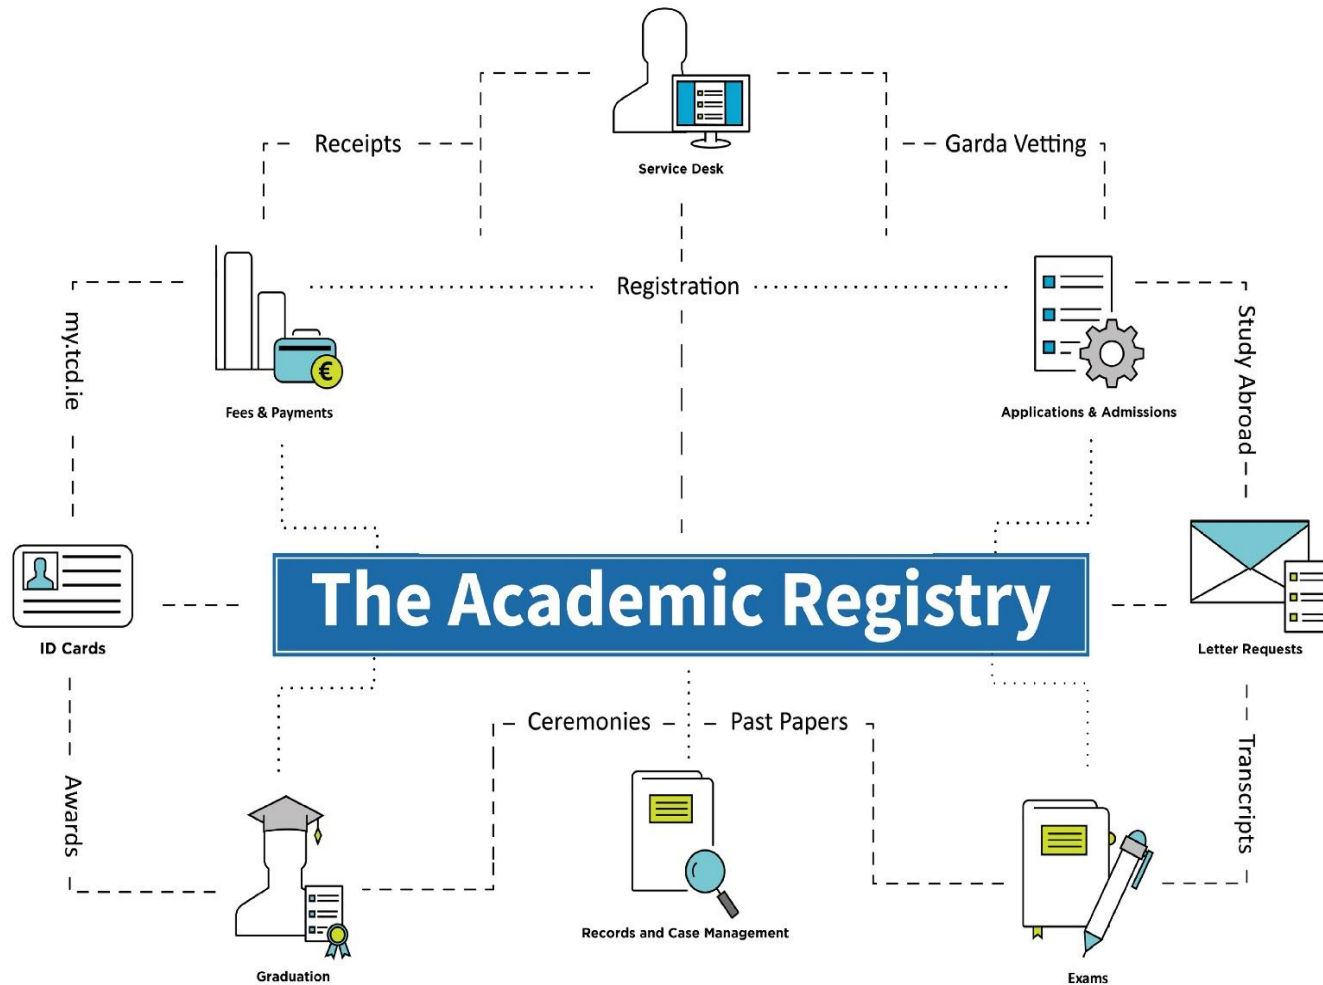 Service Desk
Receipts
Garda Vetting
Registration
my.tcd.ie
€
Fees & Payments
Applications & Admissions
Study Abroad
The Academic Registry
ID Cards
Letter Requests
Ceremonies
Past Papers
Awards
Transcripts
Records and Case Management
Graduation
Exams